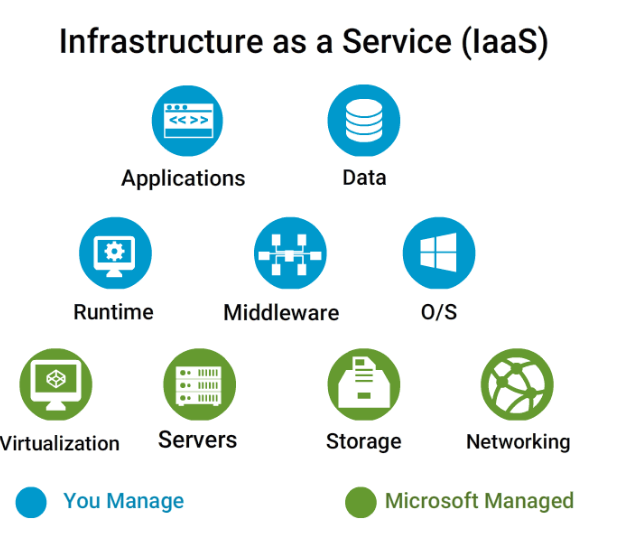 Infrastructure as a Service (IaaS)
<< >>
Applications
Data
Runtime
Middleware
O/S
Virtualization
Servers
Storage
Networking
You Manage
Microsoft Managed